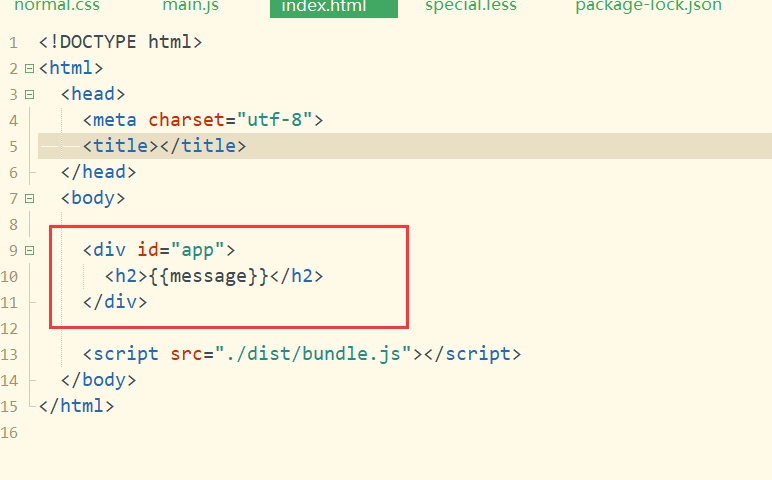 normal.css main.js index.html special.less package-lock.json
1 <!DOCTYPE html>
2 <html>
3 <head>
4 <meta charset="utf-8">
5 <title></title>
6 </head>
7 <body>
8
9 <div id="app">
10 <h2>{{message}}</h2>
11 </div>
12
13 <script src="./dist/bundle.js"></script>
14 </body>
15 </html>
16